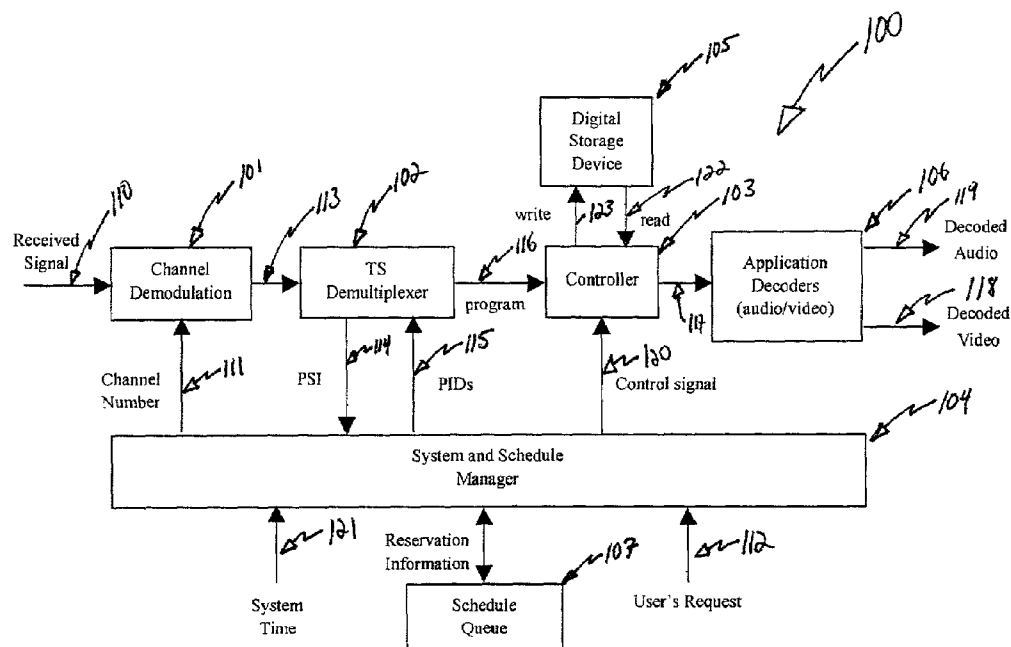 100
105
Digital
Storage
Device
101
102
122
103
106
119
110
113
write
123
read
Decoded
Audio
Received
Signal
Channel
Demodulation
TS
Demultiplexer
116
program
Controller
117
Application
Decoders
(audio/video)
118
Decoded
Video
111
114
115
120
Channel
Number
PSI
PIDs
Control signal
104
System and Schedule
Manager
121
Reservation
Information
107
112
System
Time
Schedule
Queue
User's Request